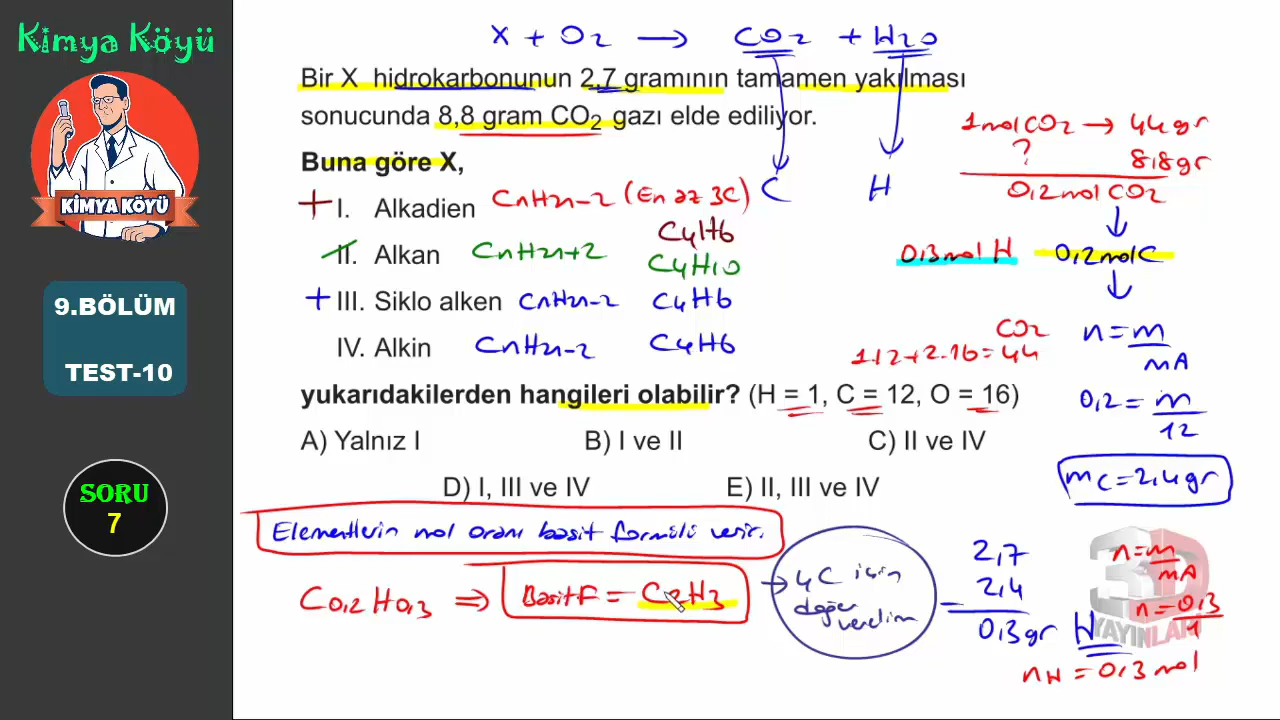 Kimya Köyü
KİMYA KÖYÜ
9.BÖLÜM
TEST-10
SORU
7
X + O2 → CO2 + H2O
Bir X hidrokarbonunun 2,7 gramının tamamen yakılması
sonucunda 8,8 gram CO2 gazı elde ediliyor.
Buna göre X,
C H
+ I. Alkadien CnH2n-2 (En az 3C)
C4H6
II. Alkan CnH2n+2 C4H10
+ III. Siklo alken CnH2n-2 C4H6
IV. Alkin CnH2n-2 C4H6
yukarıdakilerden hangileri olabilir? (H = 1, C = 12, O = 16)
A) Yalnız I B) I ve II C) II ve IV
D) I, III ve IV E) II, III ve IV
1 mol CO2 → 44 gr
? 8,8 gr
0,2 mol CO2
0,3 mol H 0,2 mol C
CO2
1.12+2.16=44
n = m
mA
0,2 = m
12
mC = 2,4 gr
Elementlerin mol oranı basit formülü verir.
C0,2 H0,3 ⇒ Basit F = C2H3
→ 4C için
değer
verelim
2,7
2,4
−
0,3 gr H
n = m
mA
n = 0,3
1
nH = 0,3 mol
3D
YAYINLARI